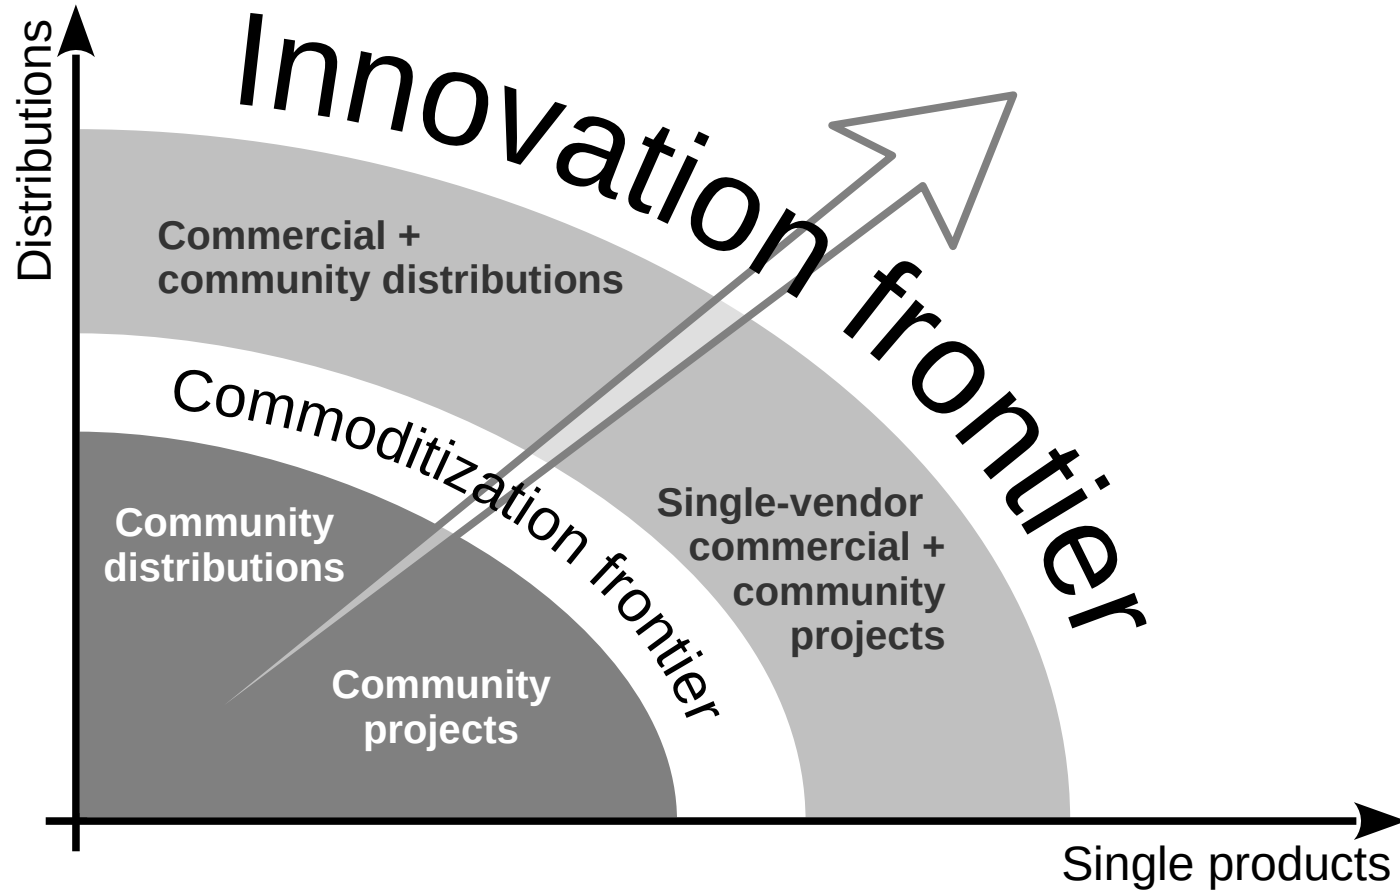 Distributions
Innovation frontier
Commercial +
community distributions
Commoditization frontier
Community
distributions
Single-vendor
commercial +
community
projects
Community
projects
Single products